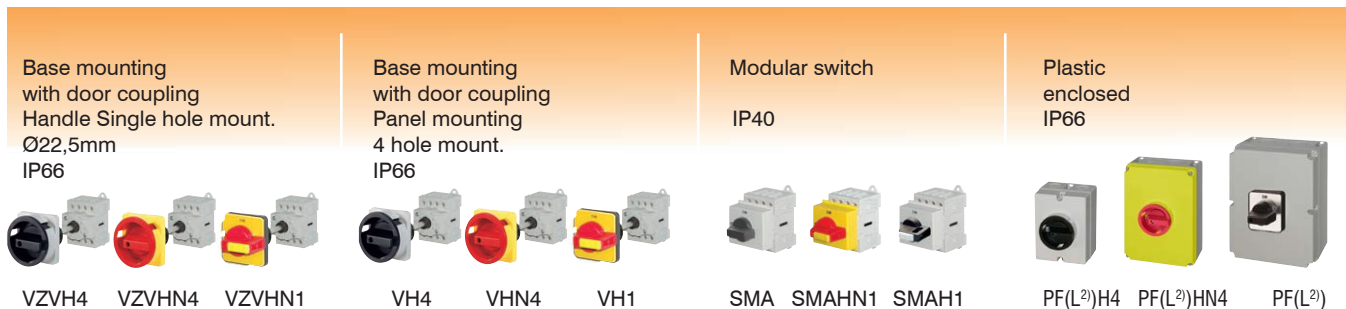 Base mounting
with door coupling
Handle Single hole mount.
Ø22,5mm
IP66
VZVH4 VZVHN4 VZVHN1
Base mounting
with door coupling
Panel mounting
4 hole mount.
IP66
VH4 VHN4 VH1
Modular switch
IP40
SMA SMAHN1 SMAH1
Plastic
enclosed
IP66
PF(L²⁾)H4 PF(L²⁾)HN4 PF(L²⁾)